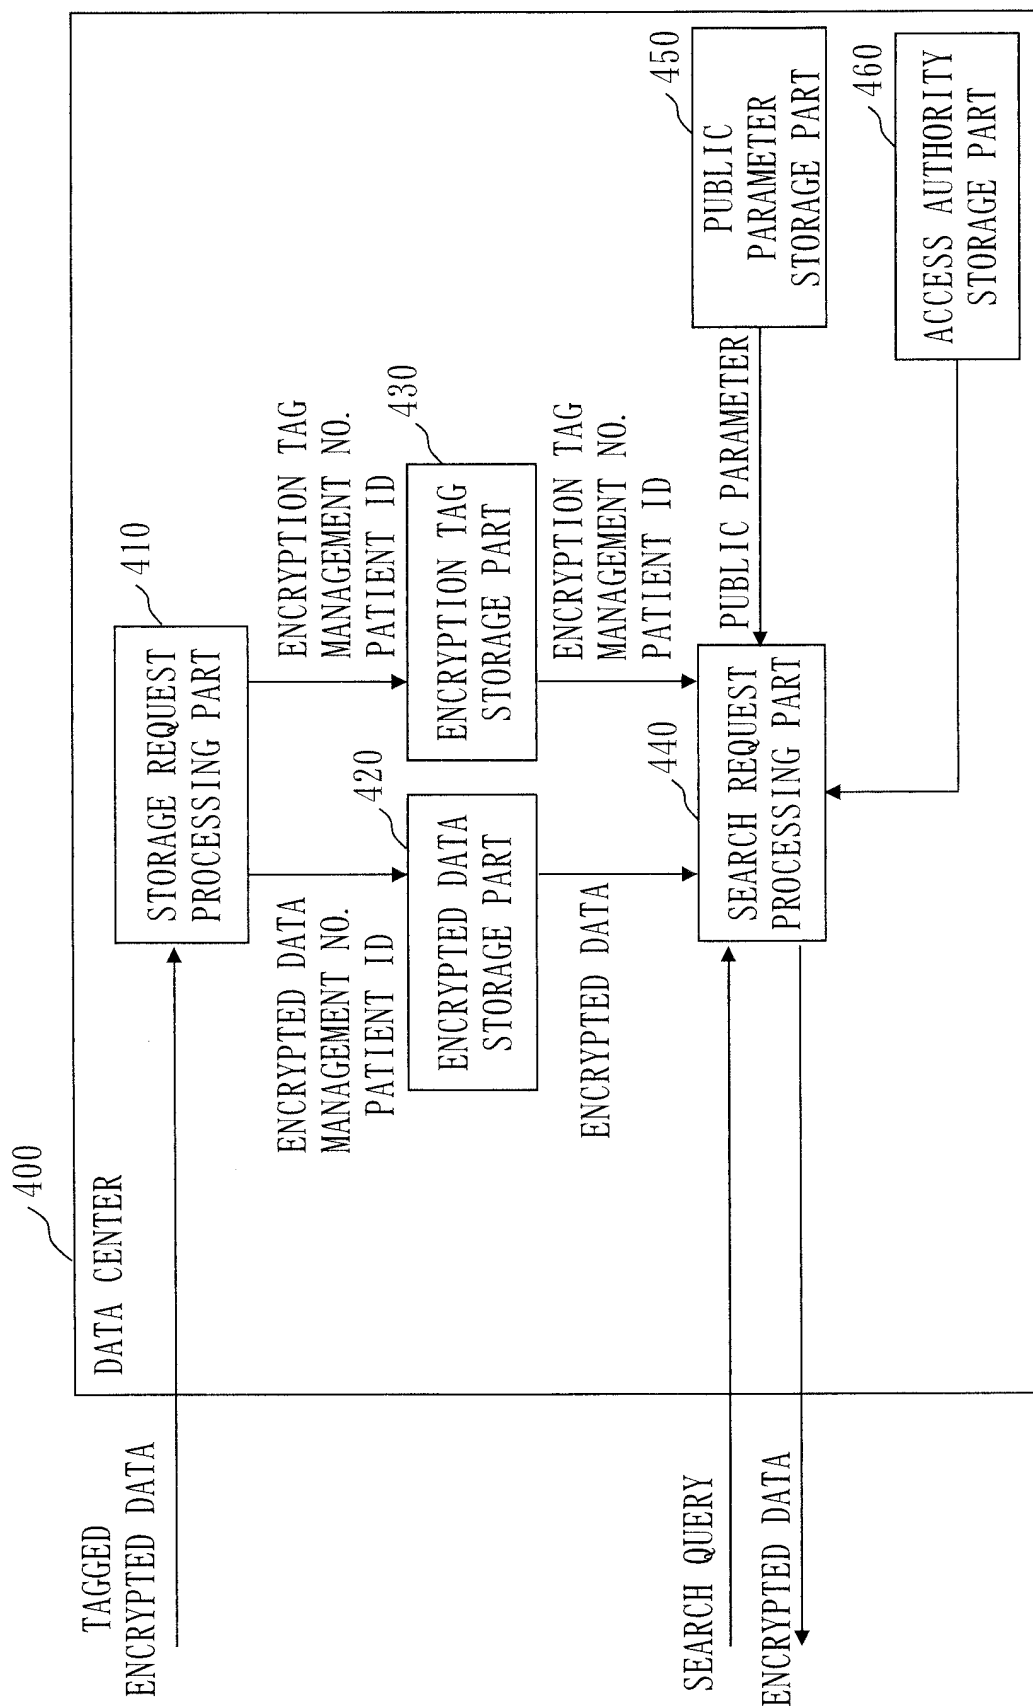 400
DATA CENTER
TAGGED
ENCRYPTED DATA
410
STORAGE REQUEST
PROCESSING PART
ENCRYPTED DATA
MANAGEMENT NO.
PATIENT ID
ENCRYPTION TAG
MANAGEMENT NO.
PATIENT ID
420
ENCRYPTED DATA
STORAGE PART
430
ENCRYPTION TAG
STORAGE PART
ENCRYPTED DATA
ENCRYPTION TAG
MANAGEMENT NO.
PATIENT ID
SEARCH QUERY
ENCRYPTED DATA
440
SEARCH REQUEST
PROCESSING PART
PUBLIC PARAMETER
450
PUBLIC
PARAMETER
STORAGE PART
460
ACCESS AUTHORITY
STORAGE PART